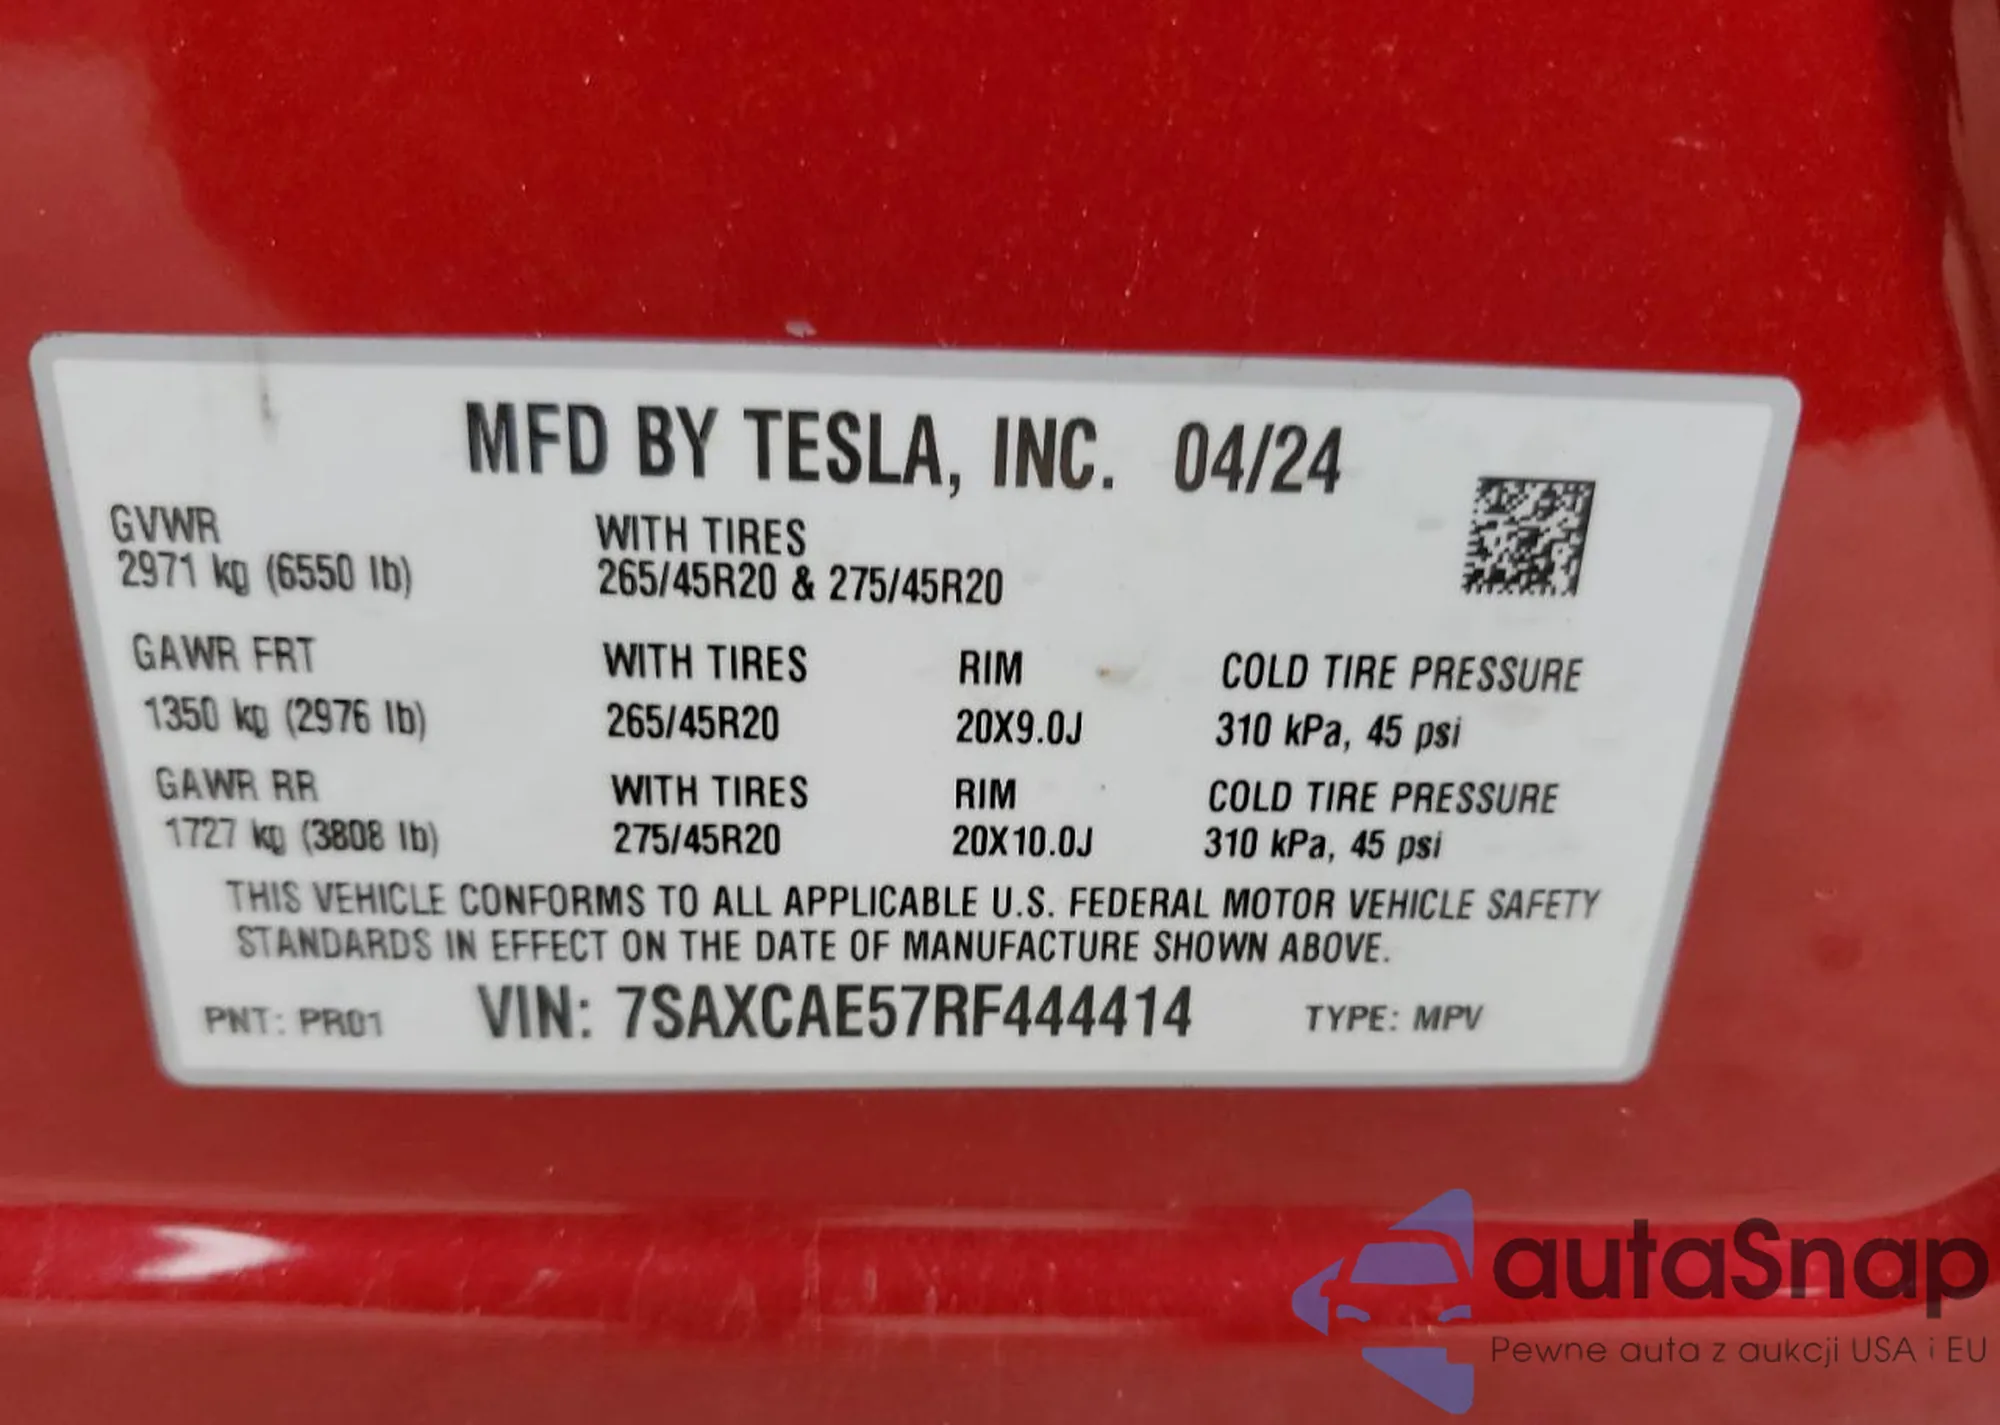 MFD BY TESLA, INC. 04/24
GVWR WITH TIRES
2971 kg (6550 lb) 265/45R20 & 275/45R20
GAWR FRT WITH TIRES RIM COLD TIRE PRESSURE
1350 kg (2976 lb) 265/45R20 20X9.0J 310 kPa, 45 psi
GAWR RR WITH TIRES RIM COLD TIRE PRESSURE
1727 kg (3808 lb) 275/45R20 20X10.0J 310 kPa, 45 psi
THIS VEHICLE CONFORMS TO ALL APPLICABLE U.S. FEDERAL MOTOR VEHICLE SAFETY
STANDARDS IN EFFECT ON THE DATE OF MANUFACTURE SHOWN ABOVE.
PNT: PR01 VIN: 7SAXCAE57RF444414 TYPE: MPV
autaSnap
Pewne auta z aukcji USA i EU